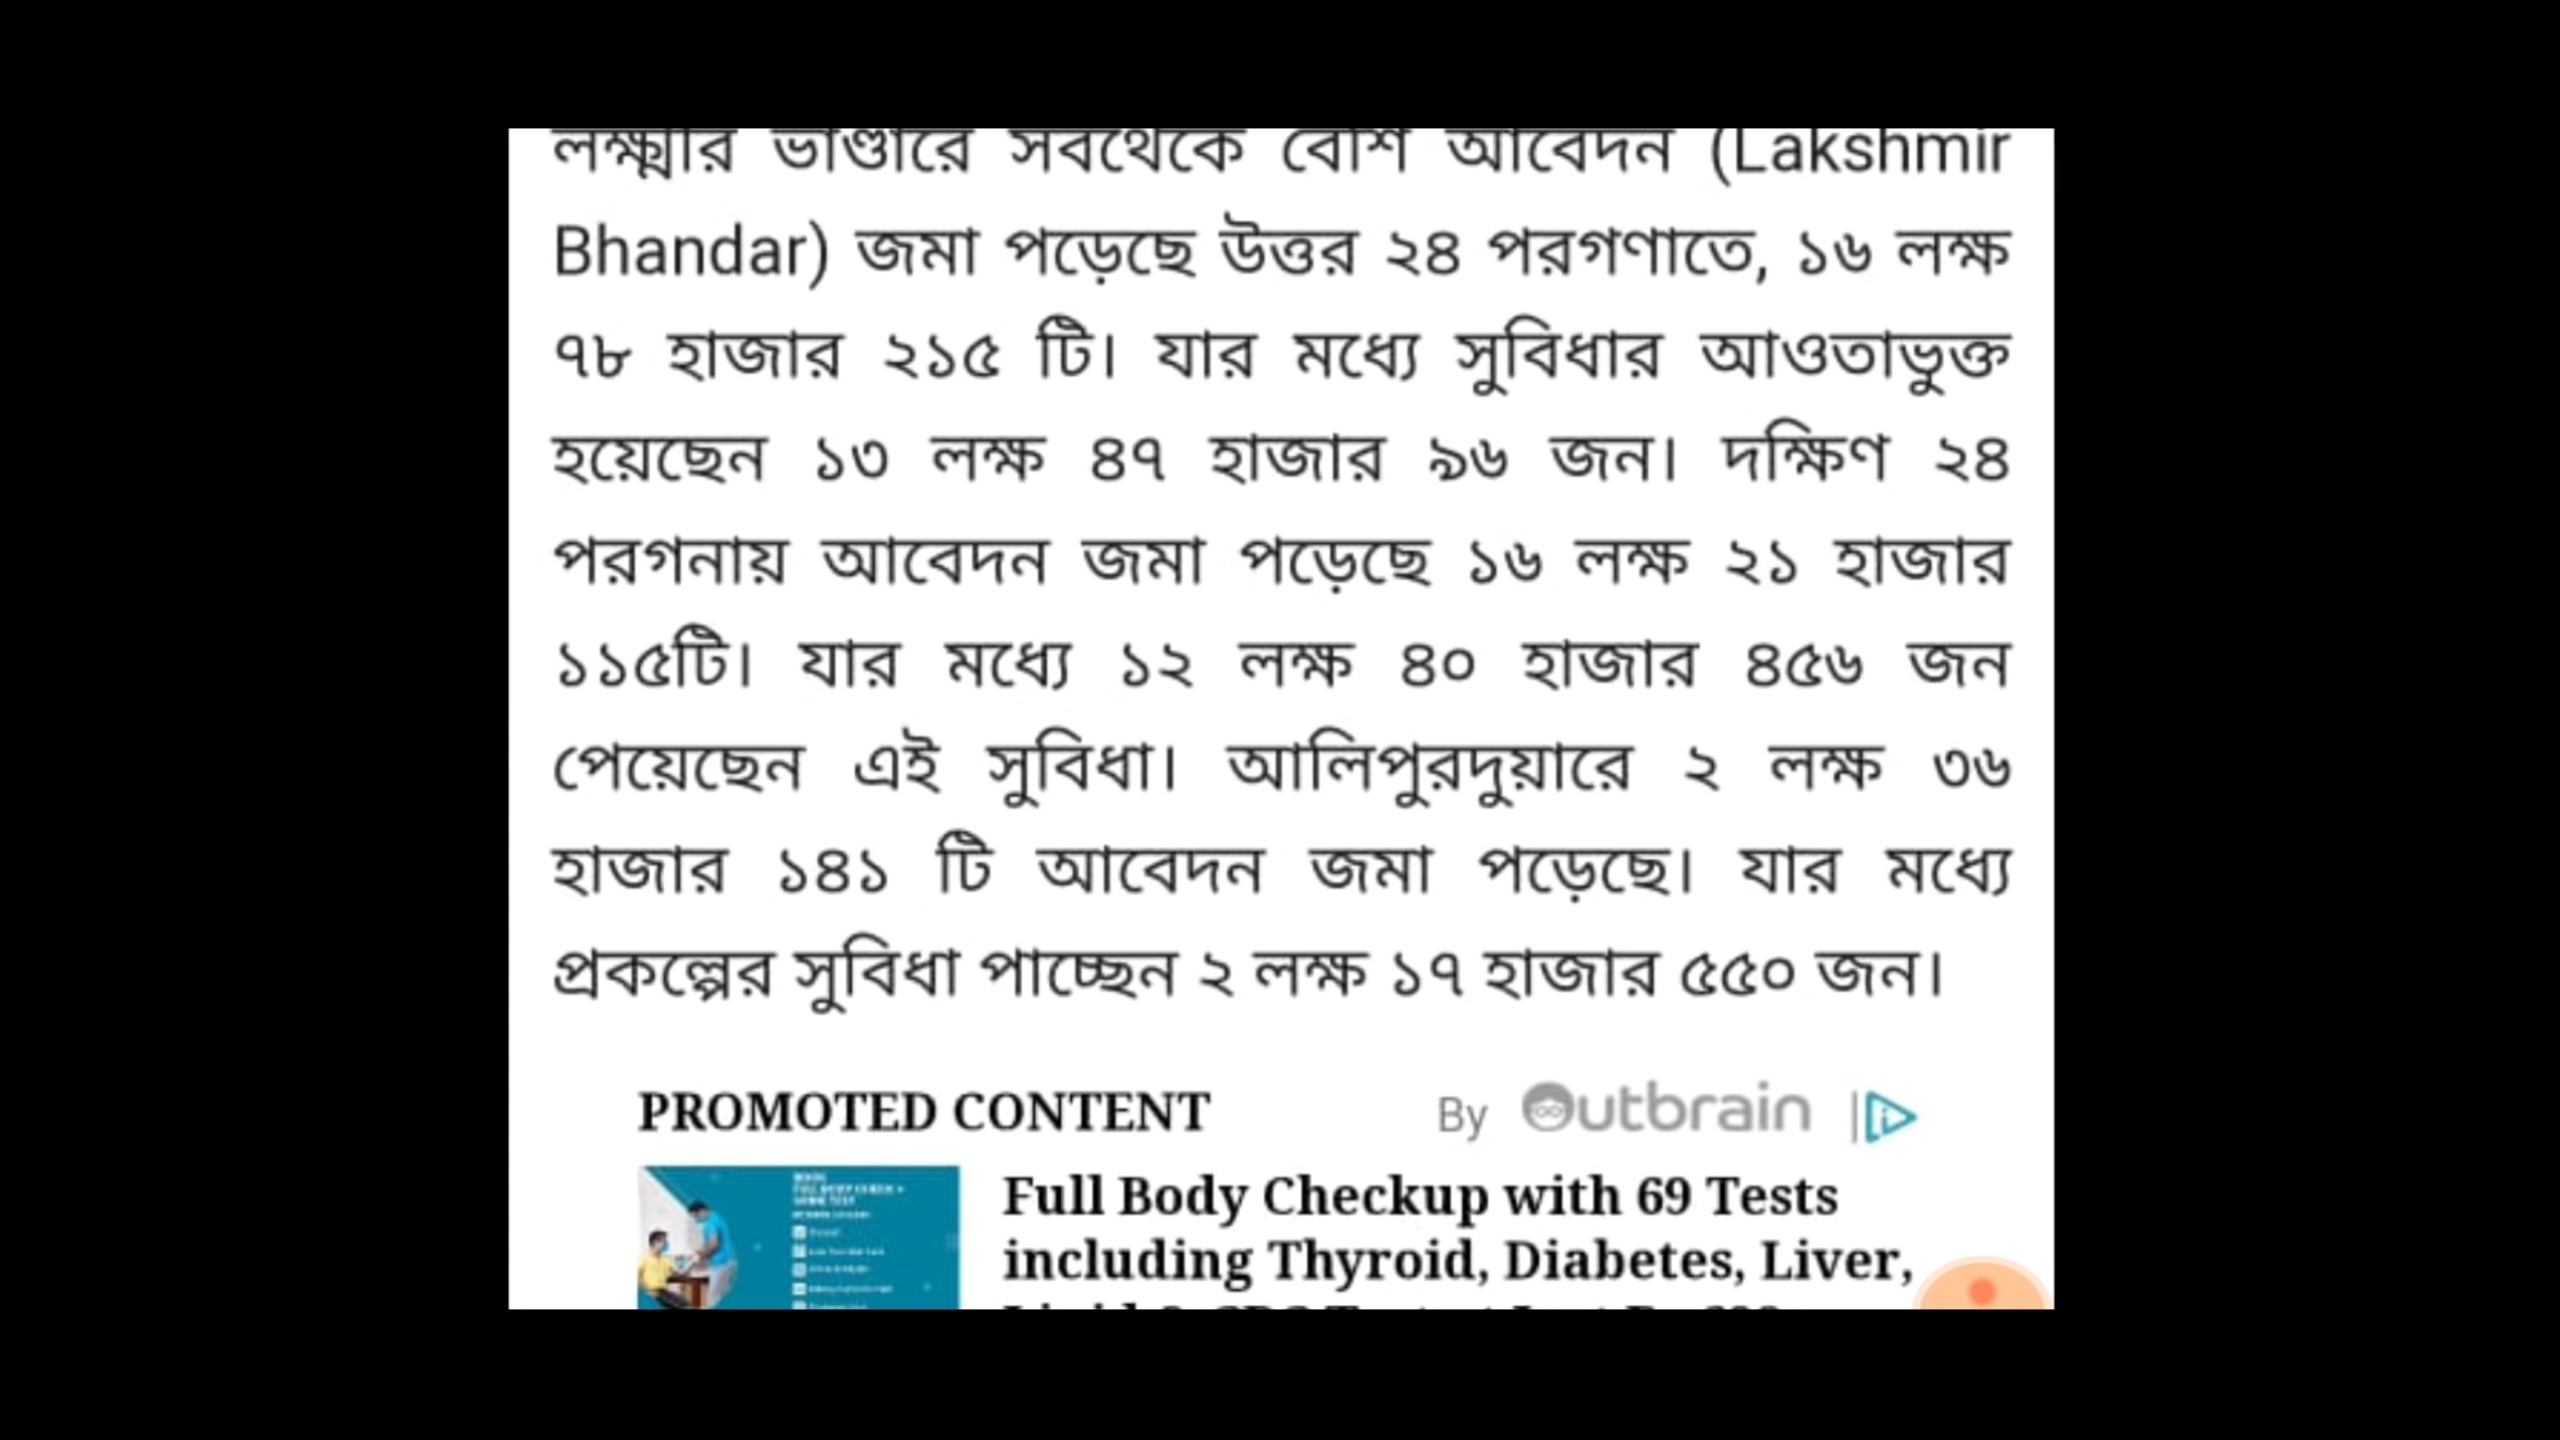 লক্ষ্মীর ভাণ্ডারে সবথেকে বেশি আবেদন (Lakshmir
Bhandar) জমা পড়েছে উত্তর ২৪ পরগণাতে, ১৬ লক্ষ
৭৮ হাজার ২১৫ টি। যার মধ্যে সুবিধার আওতাভুক্ত
হয়েছেন ১৩ লক্ষ ৪৭ হাজার ৯৬ জন। দক্ষিণ ২৪
পরগনায় আবেদন জমা পড়েছে ১৬ লক্ষ ২১ হাজার
১১৫টি। যার মধ্যে ১২ লক্ষ ৪০ হাজার ৪৫৬ জন
পেয়েছেন এই সুবিধা। আলিপুরদুয়ারে ২ লক্ষ ৩৬
হাজার ১৪১ টি আবেদন জমা পড়েছে। যার মধ্যে
প্রকল্পের সুবিধা পাচ্ছেন ২ লক্ষ ১৭ হাজার ৫৫০ জন।
PROMOTED CONTENT By Outbrain
Full Body Checkup with 69 Tests
including Thyroid, Diabetes, Liver,